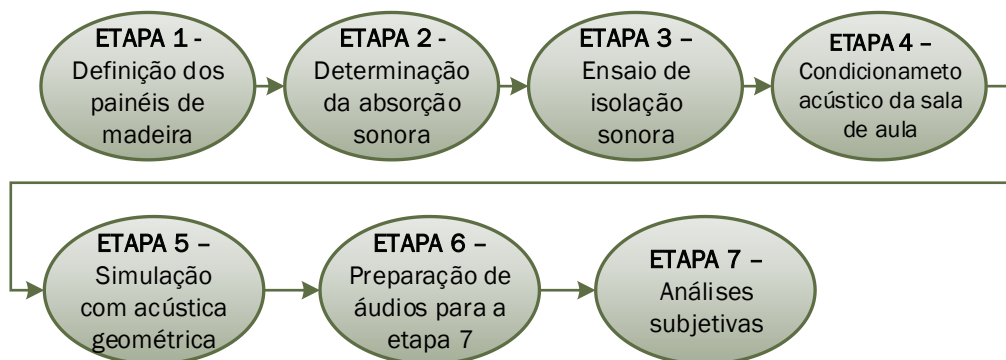 ETAPA 1 -
Definição dos
painéis de
madeira
ETAPA 2 -
Determinação
da absorção
sonora
ETAPA 3 –
Ensaio de
isolação
sonora
ETAPA 4 –
Condicionameto
acústico da sala
de aula
ETAPA 5 –
Simulação
com acústica
geométrica
ETAPA 6 –
Preparação de
áudios para a
etapa 7
ETAPA 7 –
Análises
subjetivas